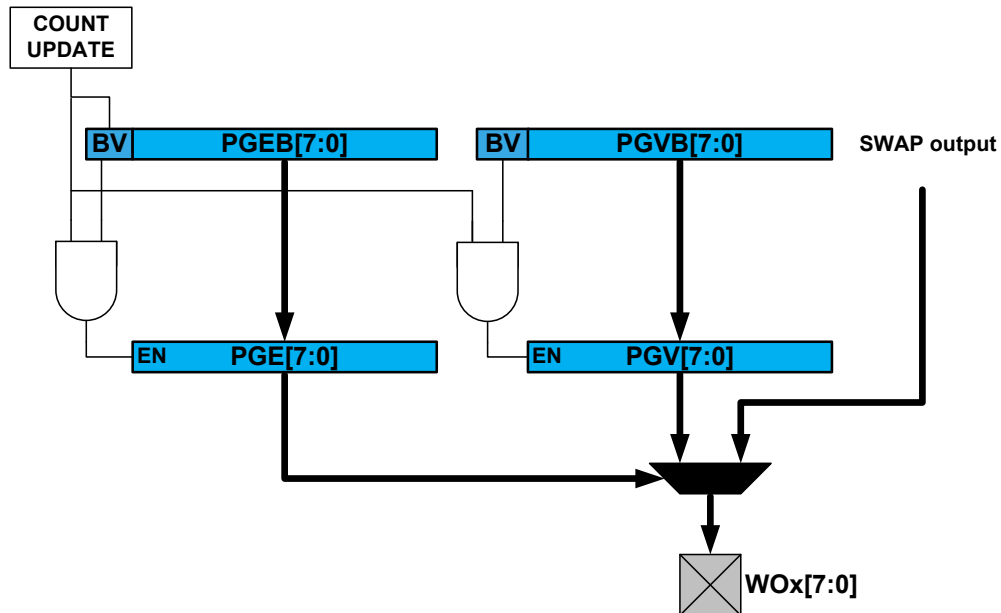 COUNT
UPDATE
BV PGEB[7:0]
BV PGVB[7:0]
SWAP output
EN PGE[7:0]
EN PGV[7:0]
WOx[7:0]